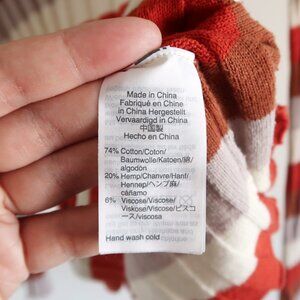 Made in China
Fabriqué en Chine
in China Hergestellt
Vervaardigd in China
中国製
Hecho en China
74% Cotton/Coton/
Baumwolle/Katoen/綿/
algodón
20% Hemp/Chanvre/Hanf/
Hennep/ヘンプ麻/
cáñamo
6% Viscose/Viscose/
Viskose/Viscose/ビスコ
ース/viscosa
Hand wash cold